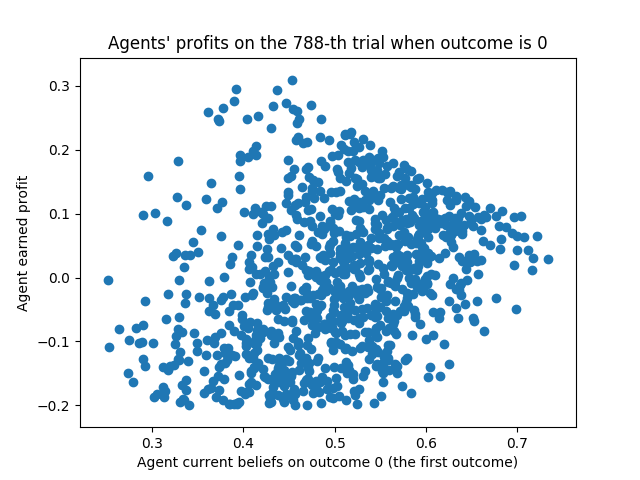 Agents' profits on the 788-th trial when outcome is 0
Agent earned profit
0.3
0.2
0.1
0.0
−0.1
−0.2
0.3 0.4 0.5 0.6 0.7
Agent current beliefs on outcome 0 (the first outcome)